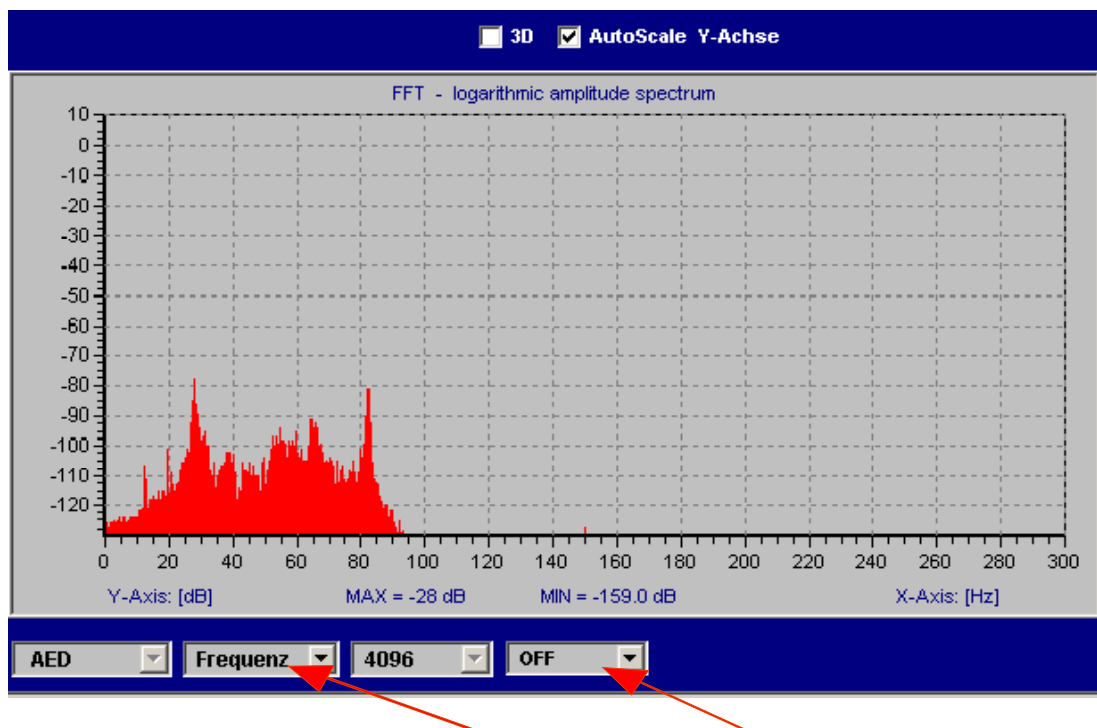 3D AutoScale Y-Achse
FFT - logarithmic amplitude spectrum
10
0
-10
-20
-30
-40
-50
-60
-70
-80
-90
-100
-110
-120
0 20 40 60 80 100 120 140 160 180 200 220 240 260 280 300
Y-Axis: [dB] MAX = -28 dB MIN = -159.0 dB X-Axis: [Hz]
AED Frequenz 4096 OFF